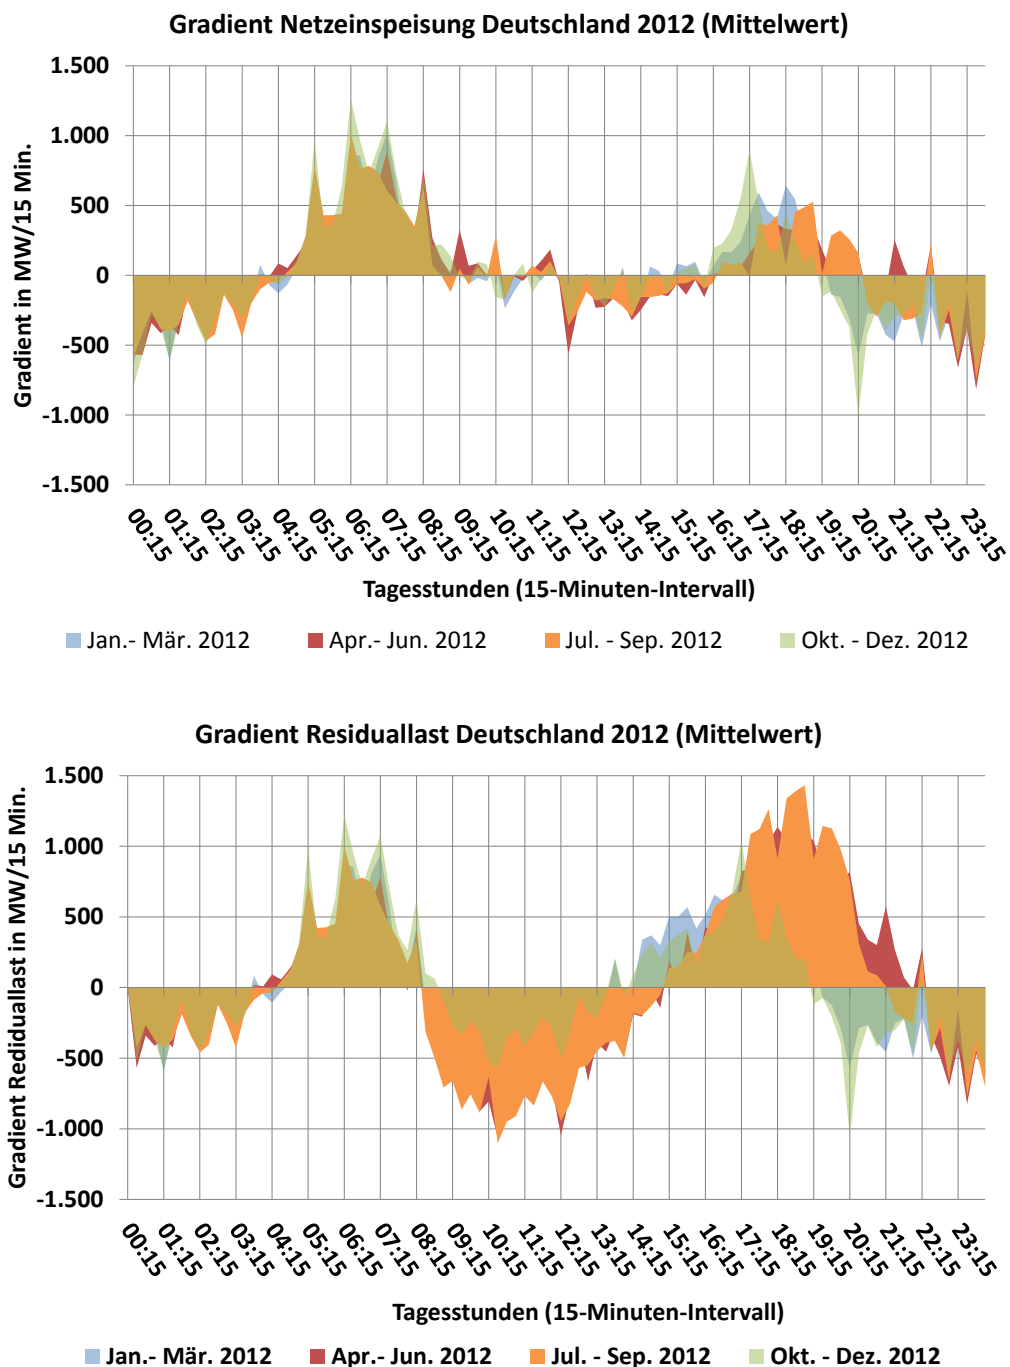 Gradient Netzeinspeisung Deutschland 2012 (Mittelwert)
Gradient in MW/15 Min.
1.500
1.000
500
0
-500
-1.000
-1.500
00:15 01:15 02:15 03:15 04:15 05:15 06:15 07:15 08:15 09:15 10:15 11:15 12:15 13:15 14:15 15:15 16:15 17:15 18:15 19:15 20:15 21:15 22:15 23:15
Tagesstunden (15-Minuten-Intervall)
Jan.- Mär. 2012 Apr.- Jun. 2012 Jul. - Sep. 2012 Okt. - Dez. 2012
Gradient Residuallast Deutschland 2012 (Mittelwert)
Gradient Rediduallast in MW/15 Min.
1.500
1.000
500
0
-500
-1.000
-1.500
00:15 01:15 02:15 03:15 04:15 05:15 06:15 07:15 08:15 09:15 10:15 11:15 12:15 13:15 14:15 15:15 16:15 17:15 18:15 19:15 20:15 21:15 22:15 23:15
Tagesstunden (15-Minuten-Intervall)
Jan.- Mär. 2012 Apr.- Jun. 2012 Jul. - Sep. 2012 Okt. - Dez. 2012